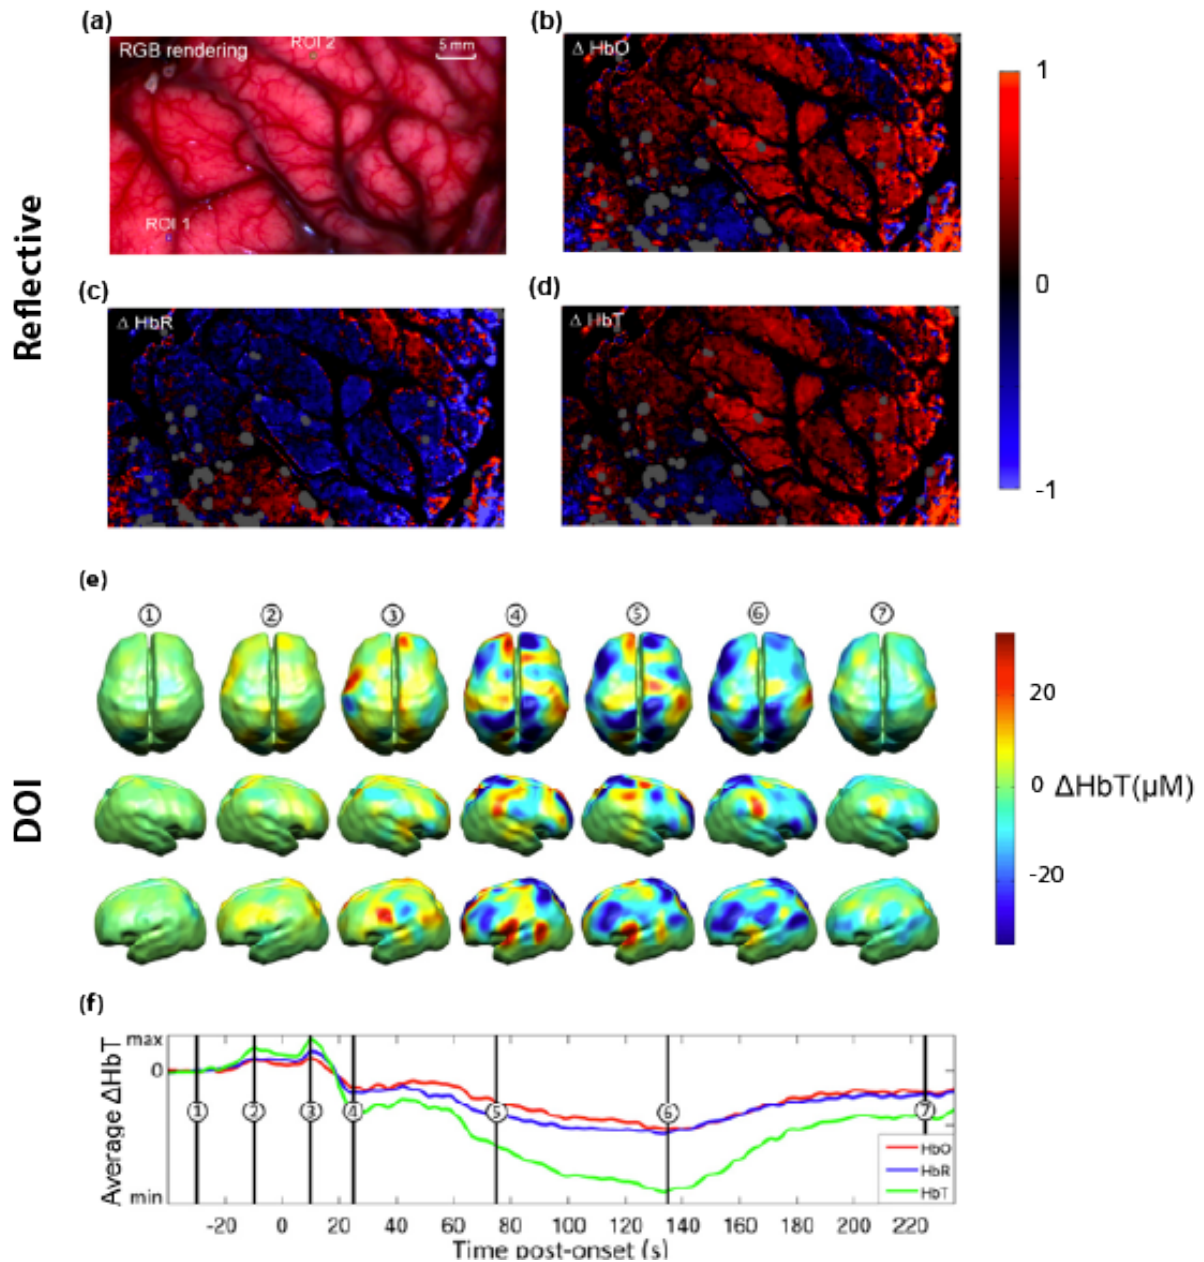 (a)
RGB rendering
ROI 2
5 mm
ROI 1
(b)
Δ HbO
(c)
Δ HbR
(d)
Δ HbT
1
0
-1
Reflective
(e)
① ② ③ ④ ⑤ ⑥ ⑦
DOI
20
0
-20
ΔHbT(μM)
(f)
max
0
min
Average ΔHbT
① ② ③ ④ ⑤ ⑥ ⑦
HbO
HbR
HbT
-20 0 20 40 60 80 100 120 140 160 180 200 220
Time post-onset (s)